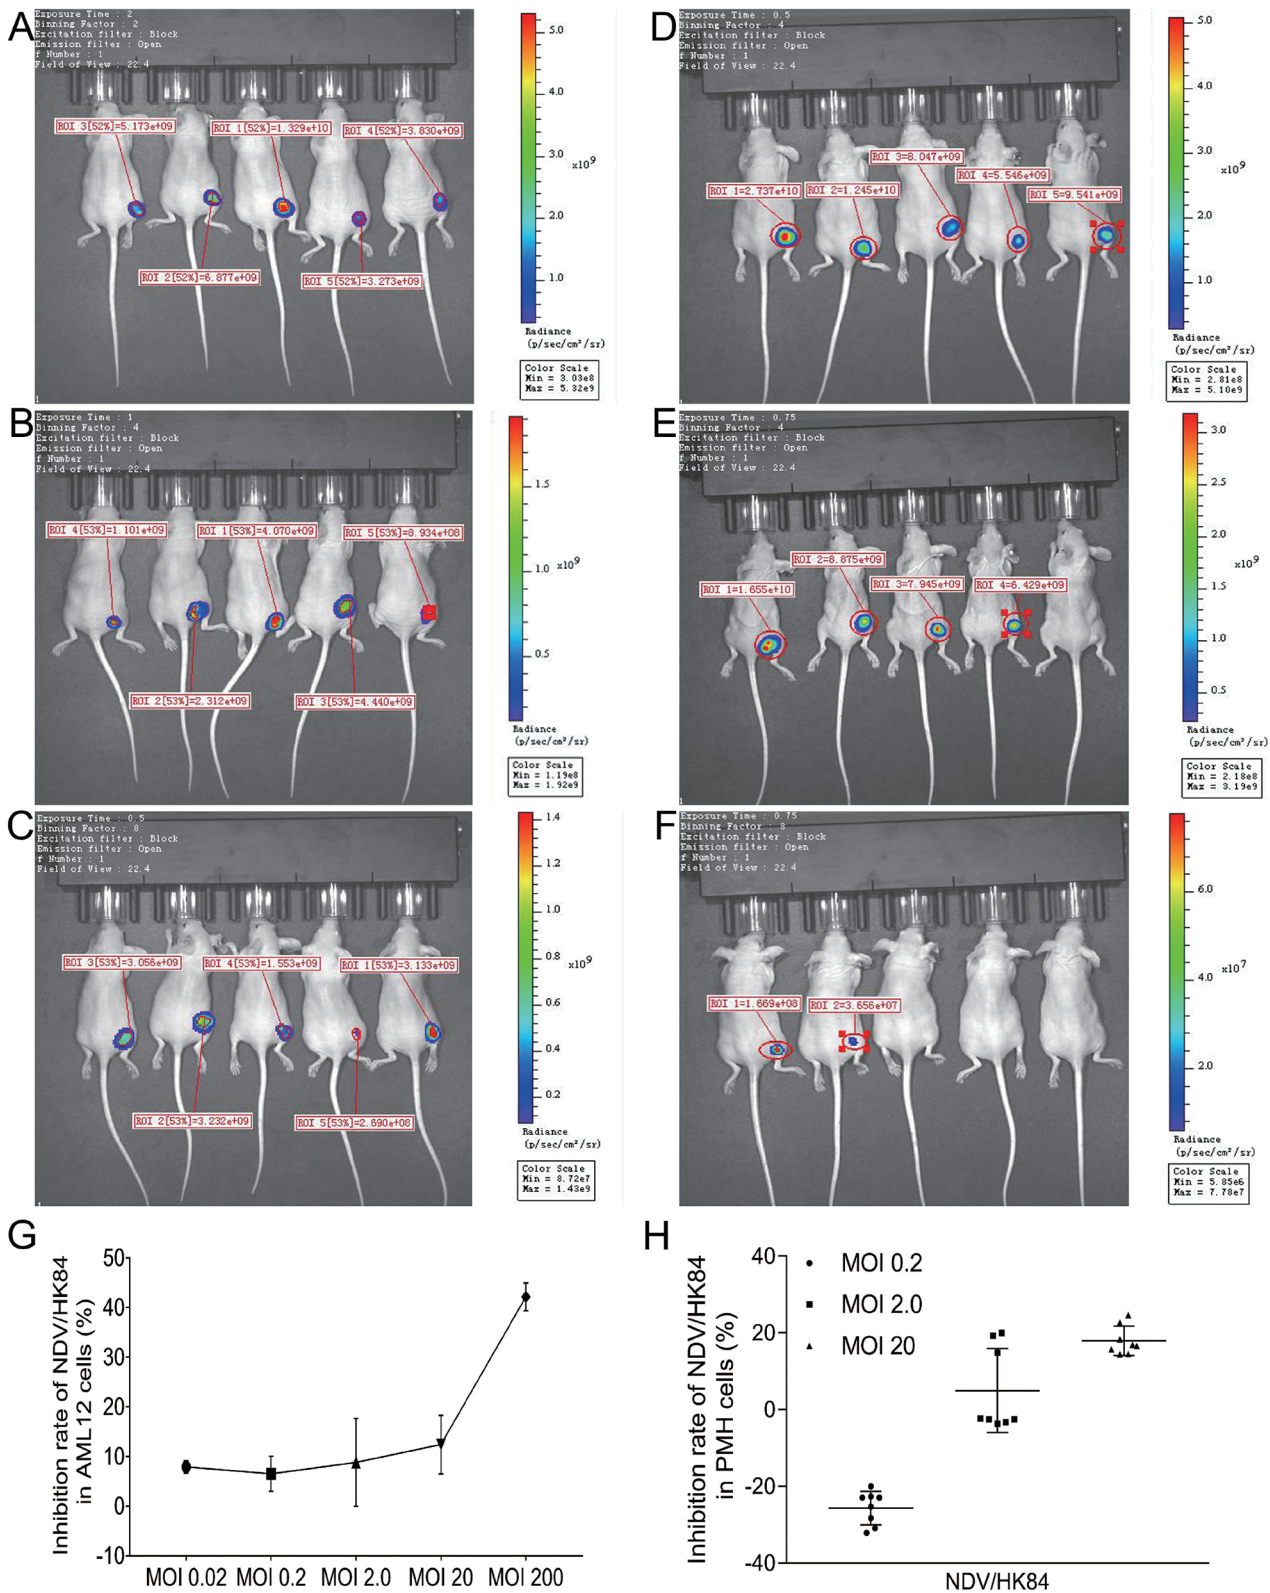 A
Exposure Time : 2
Binning Factor : 2
Excitation filter : Block
Emission filter : Open
f Number : 1
Field of View : 22.4
ROI 3[52%]=5.173e+09
ROI 1[52%]=1.329e+10
ROI 4[52%]=3.830e+09
ROI 2[52%]=6.877e+09
ROI 5[52%]=3.273e+09
1
5.0
4.0
3.0
x10⁹
2.0
1.0
Radiance
(p/sec/cm²/sr)
Color Scale
Min = 3.03e8
Max = 5.32e9
D
Exposure Time : 0.5
Binning Factor : 4
Excitation filter : Block
Emission filter : Open
f Number : 1
Field of View : 22.4
ROI 3=8.047e+09
ROI 4=5.546e+09
ROI 1=2.737e+10
ROI 2=1.245e+10
ROI 5=9.541e+09
5.0
4.0
3.0
x10⁹
2.0
1.0
Radiance
(p/sec/cm²/sr)
Color Scale
Min = 2.81e8
Max = 5.10e9
B
Exposure Time : 1
Binning Factor : 4
Excitation filter : Block
Emission filter : Open
f Number : 1
Field of View : 22.4
ROI 4[53%]=1.101e+09
ROI 1[53%]=4.070e+09
ROI 5[53%]=8.934e+08
ROI 2[53%]=2.312e+09
ROI 3[53%]=4.440e+09
1
1.5
1.0
x10⁹
0.5
Radiance
(p/sec/cm²/sr)
Color Scale
Min = 1.19e8
Max = 1.92e9
E
Exposure Time : 0.75
Binning Factor : 4
Excitation filter : Block
Emission filter : Open
f Number : 1
Field of View : 22.4
ROI 2=8.875e+09
ROI 1=1.655e+10
ROI 3=7.945e+09
ROI 4=6.429e+09
1
3.0
2.5
2.0
x10⁹
1.5
1.0
0.5
Radiance
(p/sec/cm²/sr)
Color Scale
Min = 2.18e8
Max = 3.19e9
C
Exposure Time : 0.5
Binning Factor : 8
Excitation filter : Block
Emission filter : Open
f Number : 1
Field of View : 22.4
ROI 3[53%]=3.056e+09
ROI 4[53%]=1.553e+09
ROI 1[53%]=3.133e+09
ROI 2[53%]=3.232e+09
ROI 5[53%]=2.690e+08
1
1.4
1.2
1.0
0.8
x10⁹
0.6
0.4
0.2
Radiance
(p/sec/cm²/sr)
Color Scale
Min = 8.72e7
Max = 1.43e9
F
Exposure Time : 0.75
Binning Factor : 8
Excitation filter : Block
Emission filter : Open
f Number : 1
Field of View : 22.4
ROI 1=1.669e+08
ROI 2=3.656e+07
6.0
4.0
x10⁷
2.0
Radiance
(p/sec/cm²/sr)
Color Scale
Min = 5.85e6
Max = 7.78e7
G
Inhibition rate of NDV/HK84
in AML12 cells (%)
50
40
30
20
10
0
-10
MOI 0.02
MOI 0.2
MOI 2.0
MOI 20
MOI 200
H
Inhibition rate of NDV/HK84
in PMH cells (%)
40
20
0
-20
-40
MOI 0.2
MOI 2.0
MOI 20
NDV/HK84